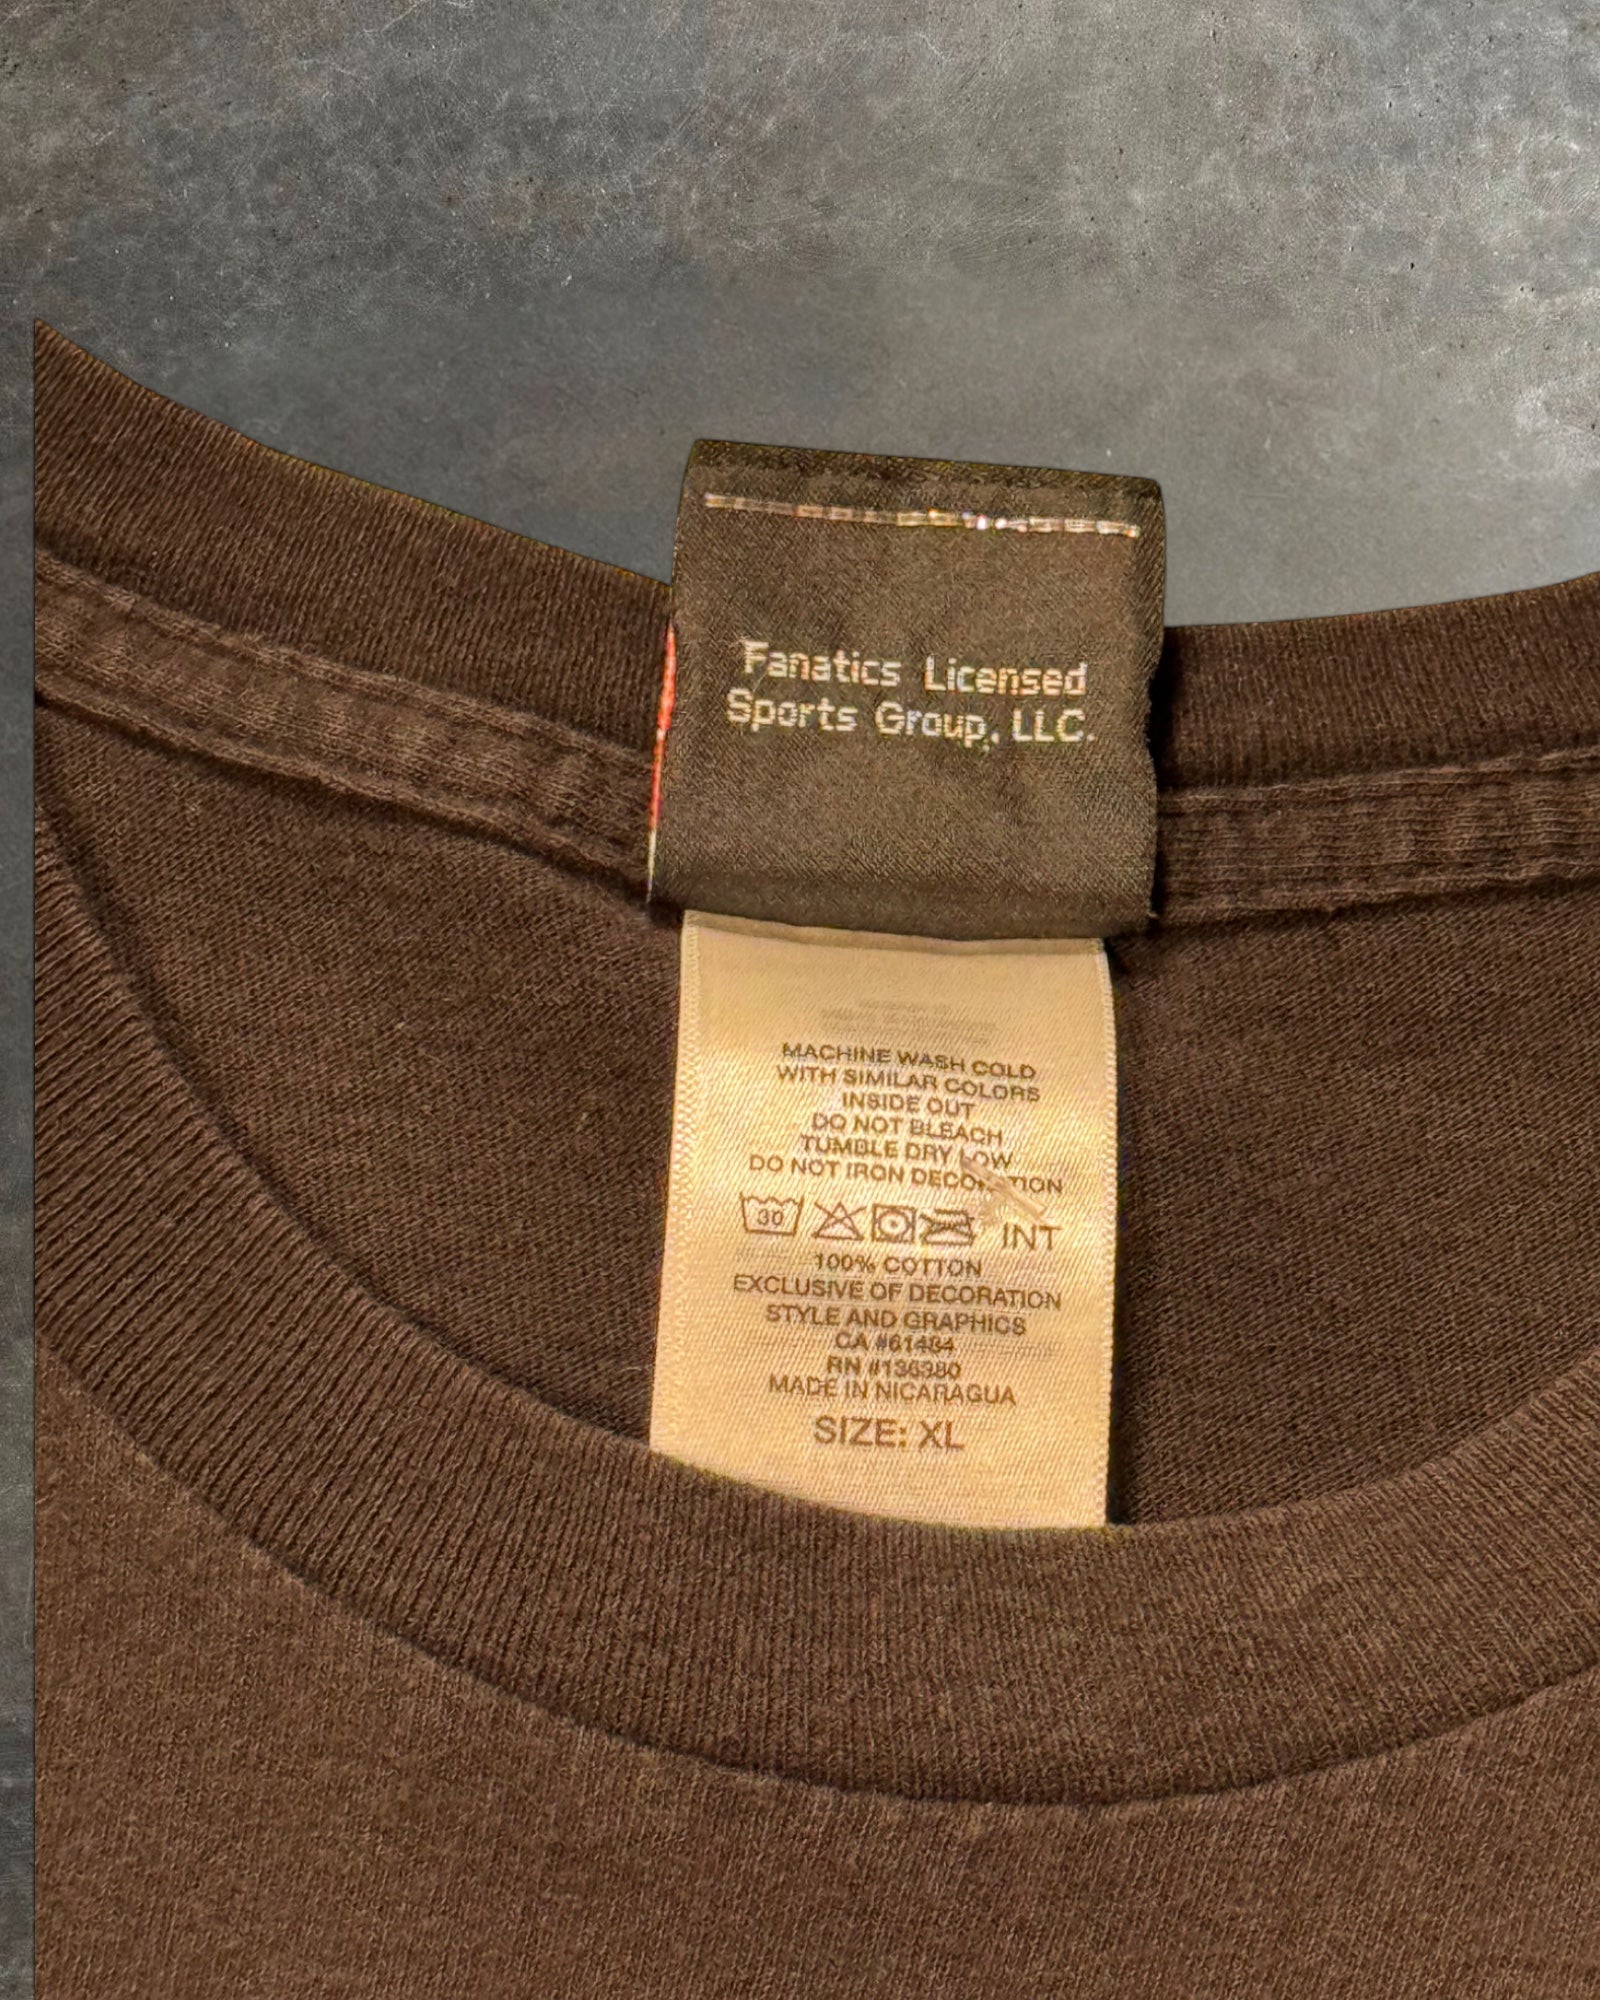 Fanatics Licensed
Sports Group, LLC.
MACHINE WASH COLD
WITH SIMILAR COLORS
INSIDE OUT
DO NOT BLEACH
TUMBLE DRY LOW
DO NOT IRON DECORATION
30 INT
100% COTTON
EXCLUSIVE OF DECORATION
STYLE AND GRAPHICS
CA #61484
RN #136380
MADE IN NICARAGUA
SIZE: XL